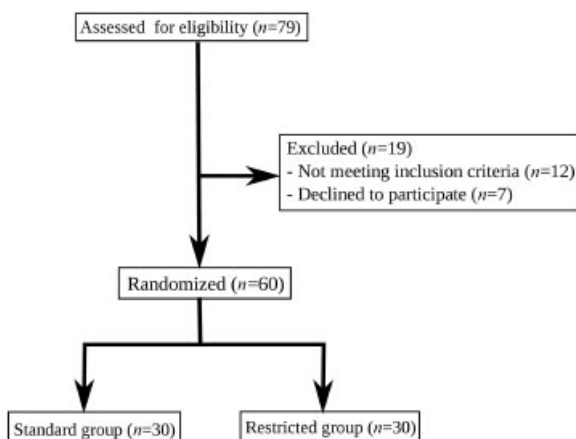 Assessed for eligibility (n=79)
Excluded (n=19)
- Not meeting inclusion criteria (n=12)
- Declined to participate (n=7)
Randomized (n=60)
Standard group (n=30)
Restricted group (n=30)